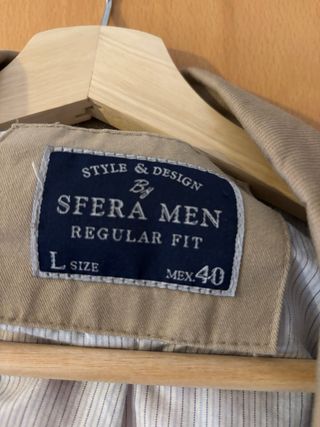 STYLE & DESIGN
By
SFERA MEN
REGULAR FIT
L SIZE MEX.40